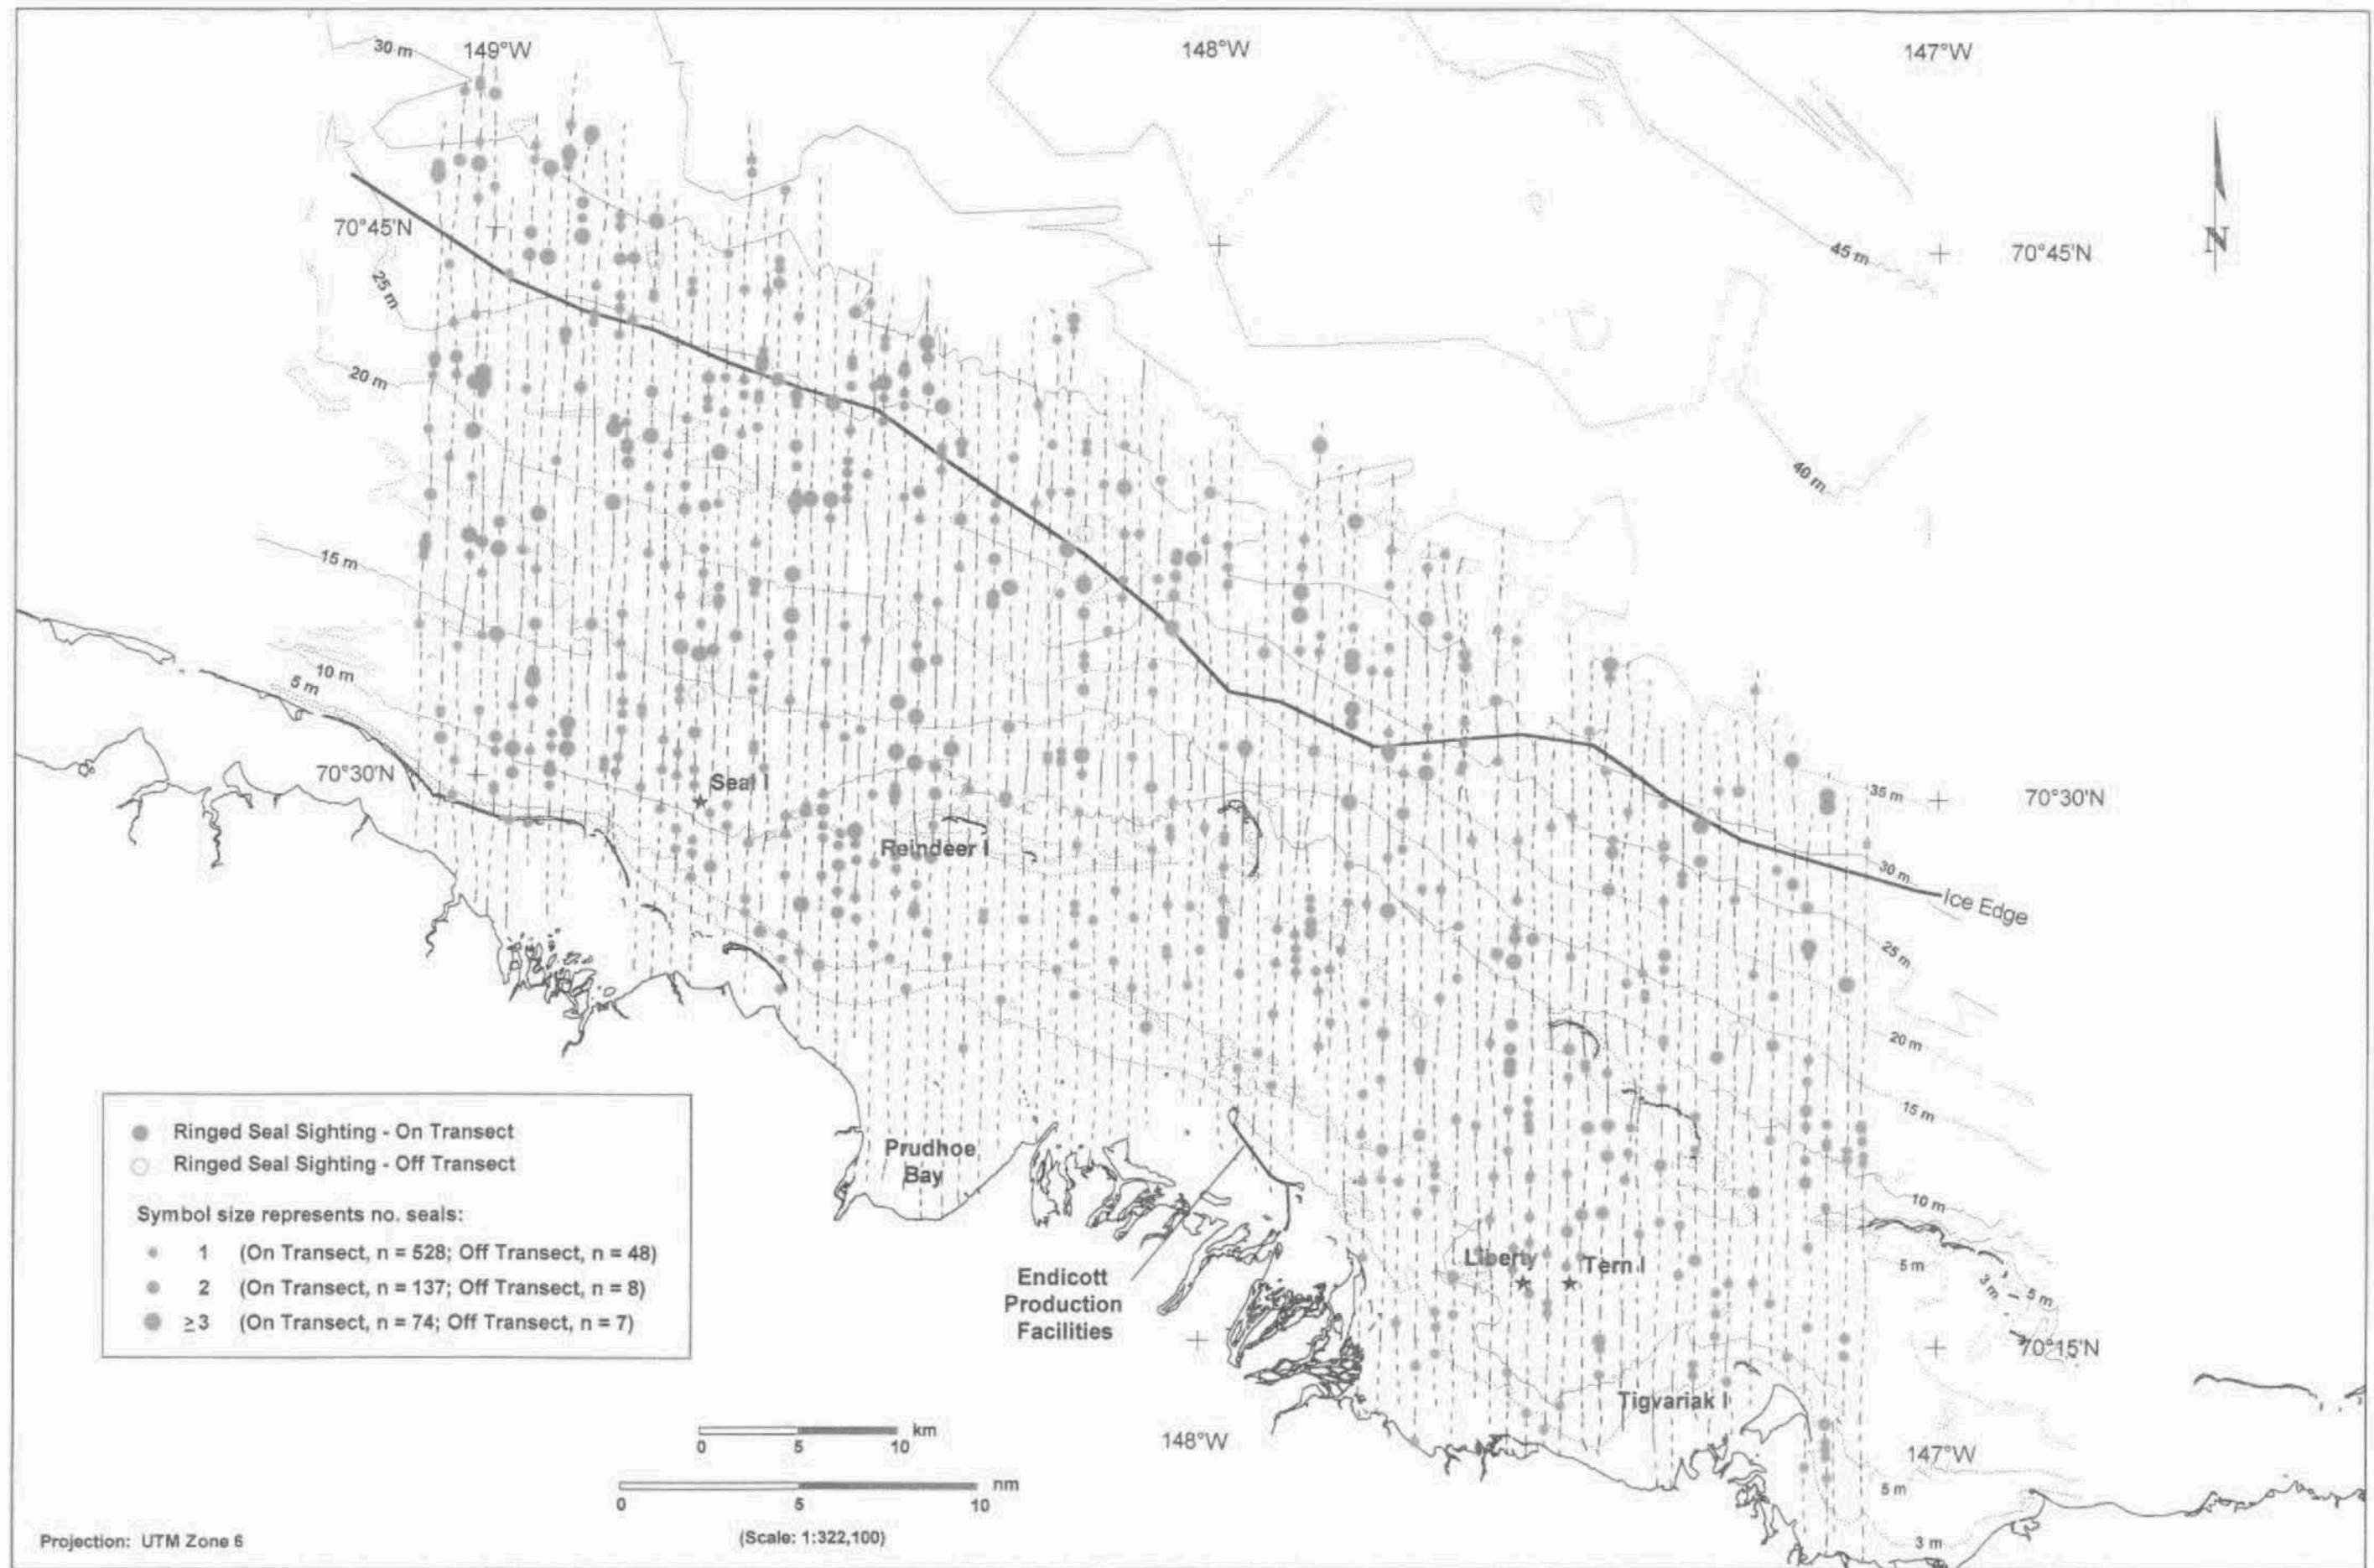 30 m
149°W
148°W
147°W
70°45'N
45 m
70°45'N
N
25 m
20 m
40 m
15 m
10 m
5 m
70°30'N
Seal I
Reindeer I
35 m
70°30'N
30 m
Ice Edge
25 m
20 m
15 m
10 m
Ringed Seal Sighting - On Transect
Ringed Seal Sighting - Off Transect
Symbol size represents no. seals:
1 (On Transect, n = 528; Off Transect, n = 48)
2 (On Transect, n = 137; Off Transect, n = 8)
≥3 (On Transect, n = 74; Off Transect, n = 7)
Prudhoe
Bay
Endicott
Production
Facilities
Liberty
Tern I
5 m
3 m
5 m
70°15'N
Tigvariak I
148°W
147°W
5 m
3 m
km
0 5 10
nm
0 5 10
(Scale: 1:322,100)
Projection: UTM Zone 6